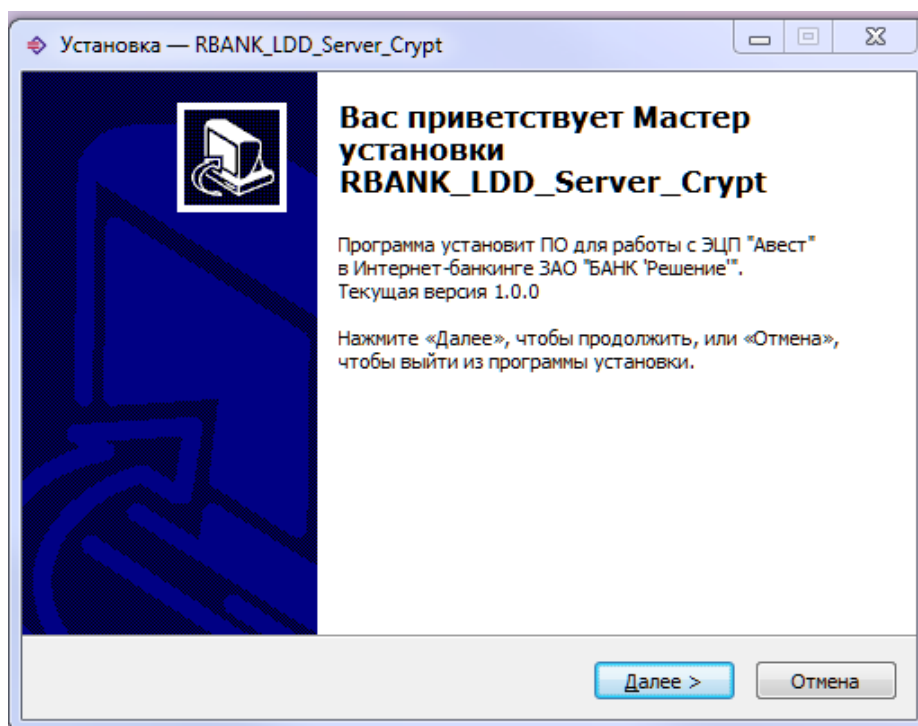 Установка — RBANK_LDD_Server_Crypt
Вас приветствует Мастер
установки
RBANK_LDD_Server_Crypt
Программа установит ПО для работы с ЭЦП "Авест"
в Интернет-банкинге ЗАО "БАНК 'Решение'".
Текущая версия 1.0.0
Нажмите «Далее», чтобы продолжить, или «Отмена»,
чтобы выйти из программы установки.
Далее >
Отмена